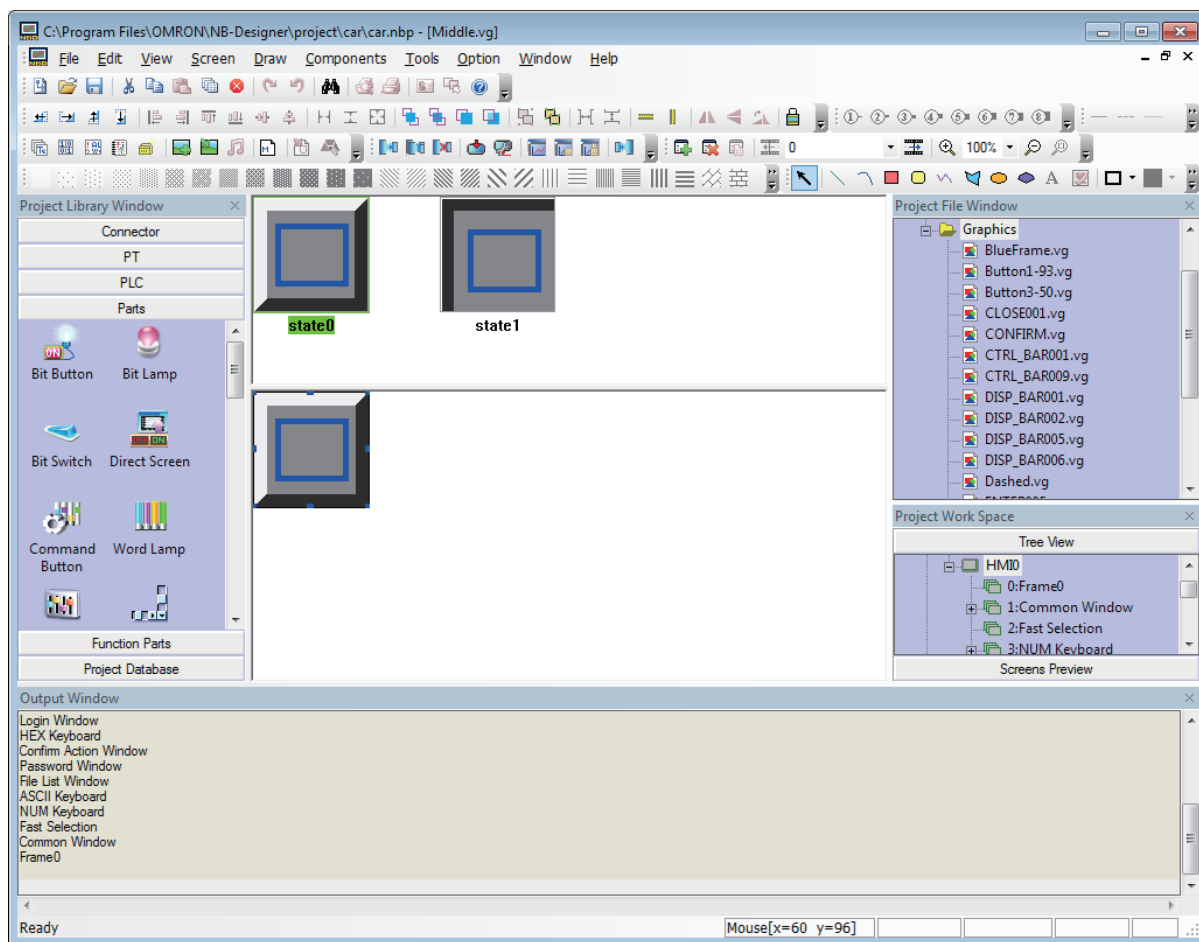 C:\Program Files\OMRON\NB-Designer\project\car\car.nbp - [Middle.vg]
File Edit View Screen Draw Components Tools Option Window Help
0
100%
A
Project Library Window
Connector
PT
PLC
Parts
Bit Button Bit Lamp
Bit Switch Direct Screen
Command Button Word Lamp
Function Parts
Project Database
state0 state1
Project File Window
Graphics
BlueFrame.vg
Button1-93.vg
Button3-50.vg
CLOSE001.vg
CONFIRM.vg
CTRL_BAR001.vg
CTRL_BAR009.vg
DISP_BAR001.vg
DISP_BAR002.vg
DISP_BAR005.vg
DISP_BAR006.vg
Dashed.vg
Project Work Space
Tree View
HMI0
0:Frame0
1:Common Window
2:Fast Selection
3:NUM Keyboard
Screens Preview
Output Window
Login Window
HEX Keyboard
Confirm Action Window
Password Window
File List Window
ASCII Keyboard
NUM Keyboard
Fast Selection
Common Window
Frame0
Ready
Mouse[x=60 y=96]